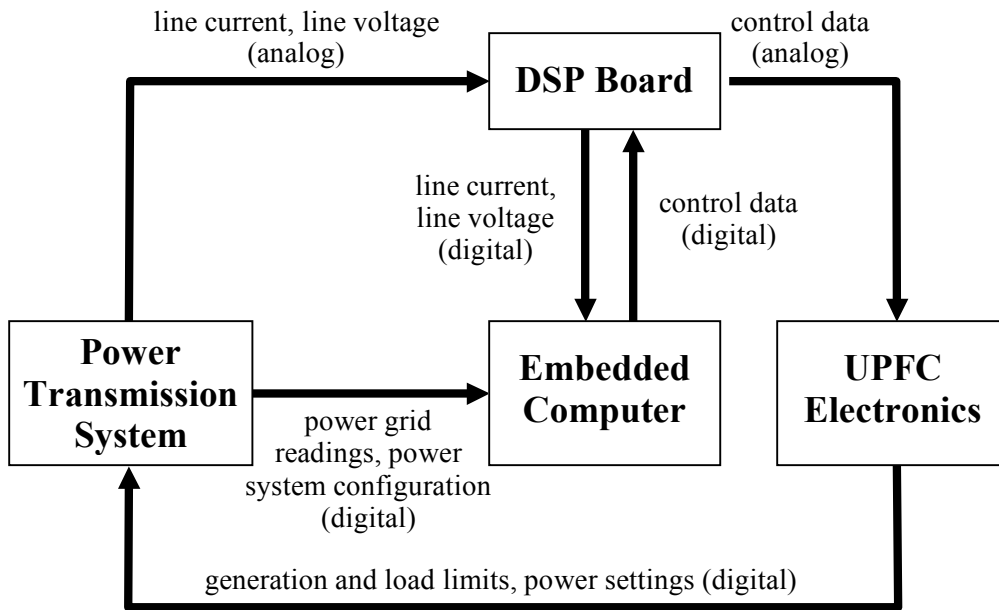 line current, line voltage
(analog)
control data
(analog)
DSP Board
line current,
line voltage
(digital)
control data
(digital)
Power
Transmission
System
Embedded
Computer
UPFC
Electronics
power grid
readings, power
system configuration
(digital)
generation and load limits, power settings (digital)